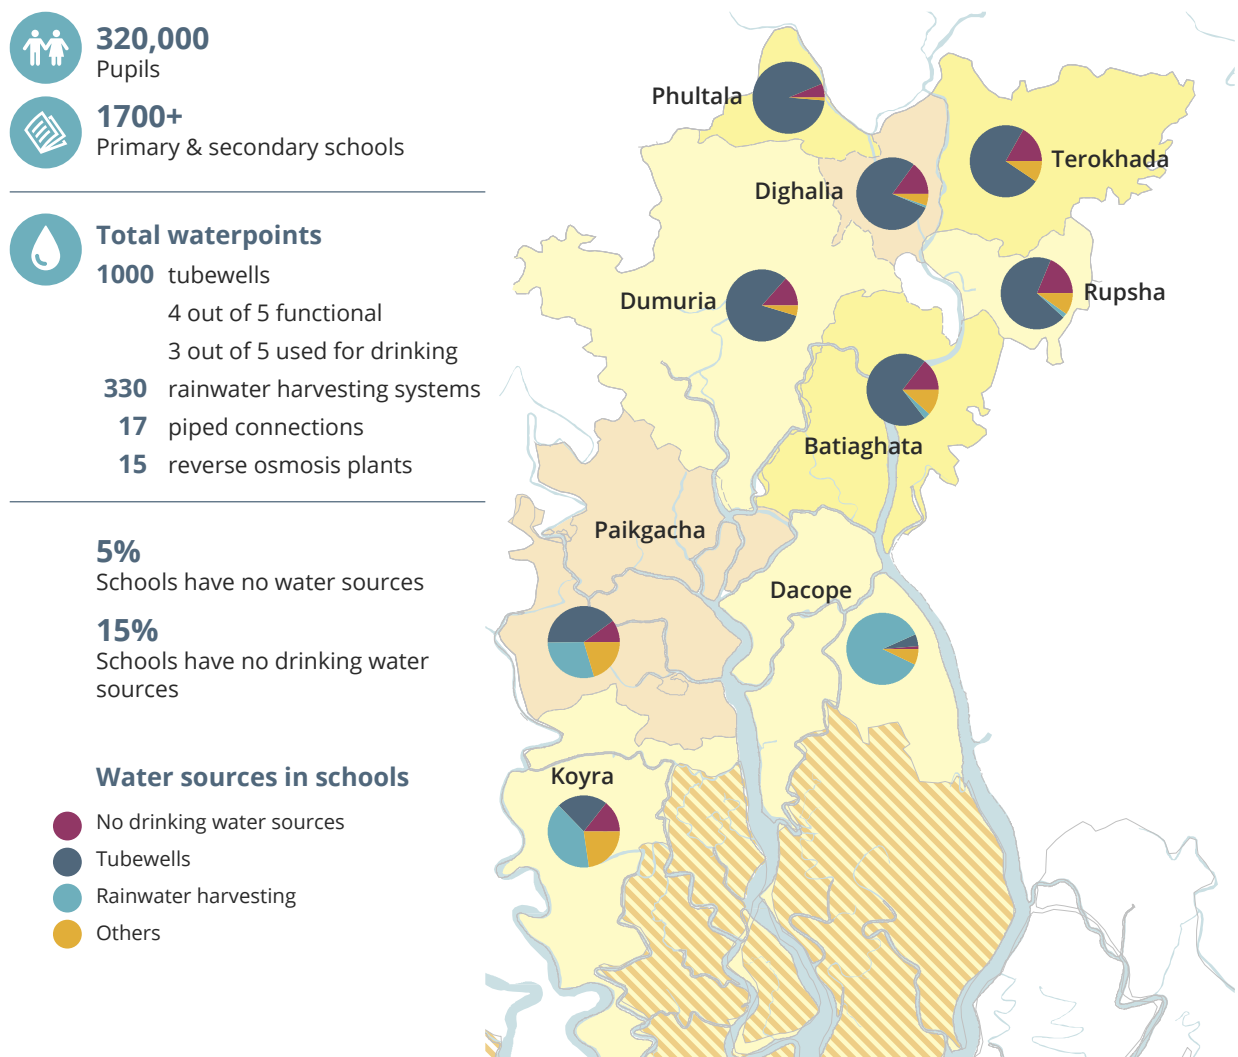 320,000
Pupils
1700+
Primary & secondary schools
Total waterpoints
1000 tubewells
4 out of 5 functional
3 out of 5 used for drinking
330 rainwater harvesting systems
17 piped connections
15 reverse osmosis plants
5%
Schools have no water sources
15%
Schools have no drinking water
sources
Water sources in schools
No drinking water sources
Tubewells
Rainwater harvesting
Others
Phultala
Terokhada
Dighalia
Rupsha
Dumuria
Batiaghata
Paikgacha
Dacope
Koyra